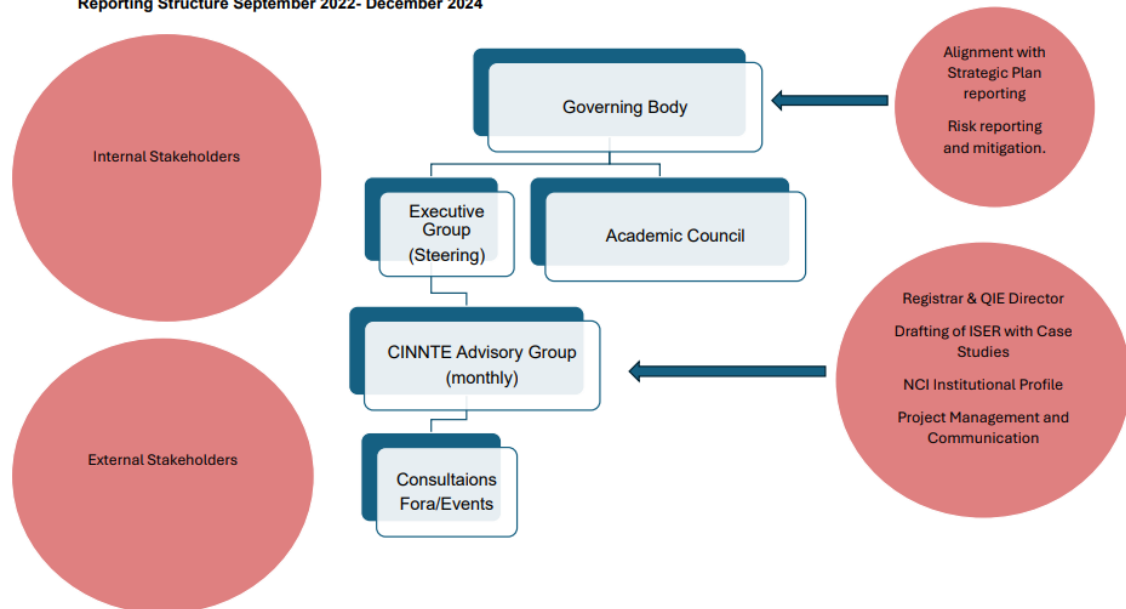 Reporting Structure September 2022- December 2024
Internal Stakeholders
External Stakeholders
Governing Body
Executive
Group
(Steering)
Academic Council
CINNTE Advisory Group
(monthly)
Consultaions
Fora/Events
Alignment with
Strategic Plan
reporting
Risk reporting
and mitigation.
Registrar & QIE Director
Drafting of ISER with Case
Studies
NCI Institutional Profile
Project Management and
Communication